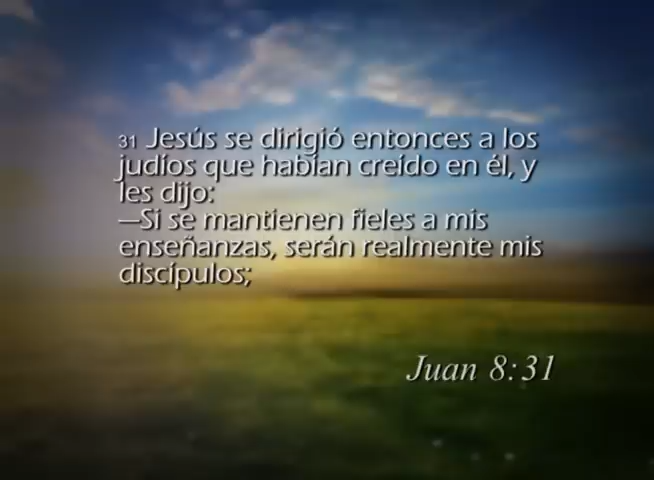 31 Jesús se dirigió entonces a los
judíos que habían creído en él, y
les dijo:
—Si se mantienen fieles a mis
enseñanzas, serán realmente mis
discípulos;
Juan 8:31